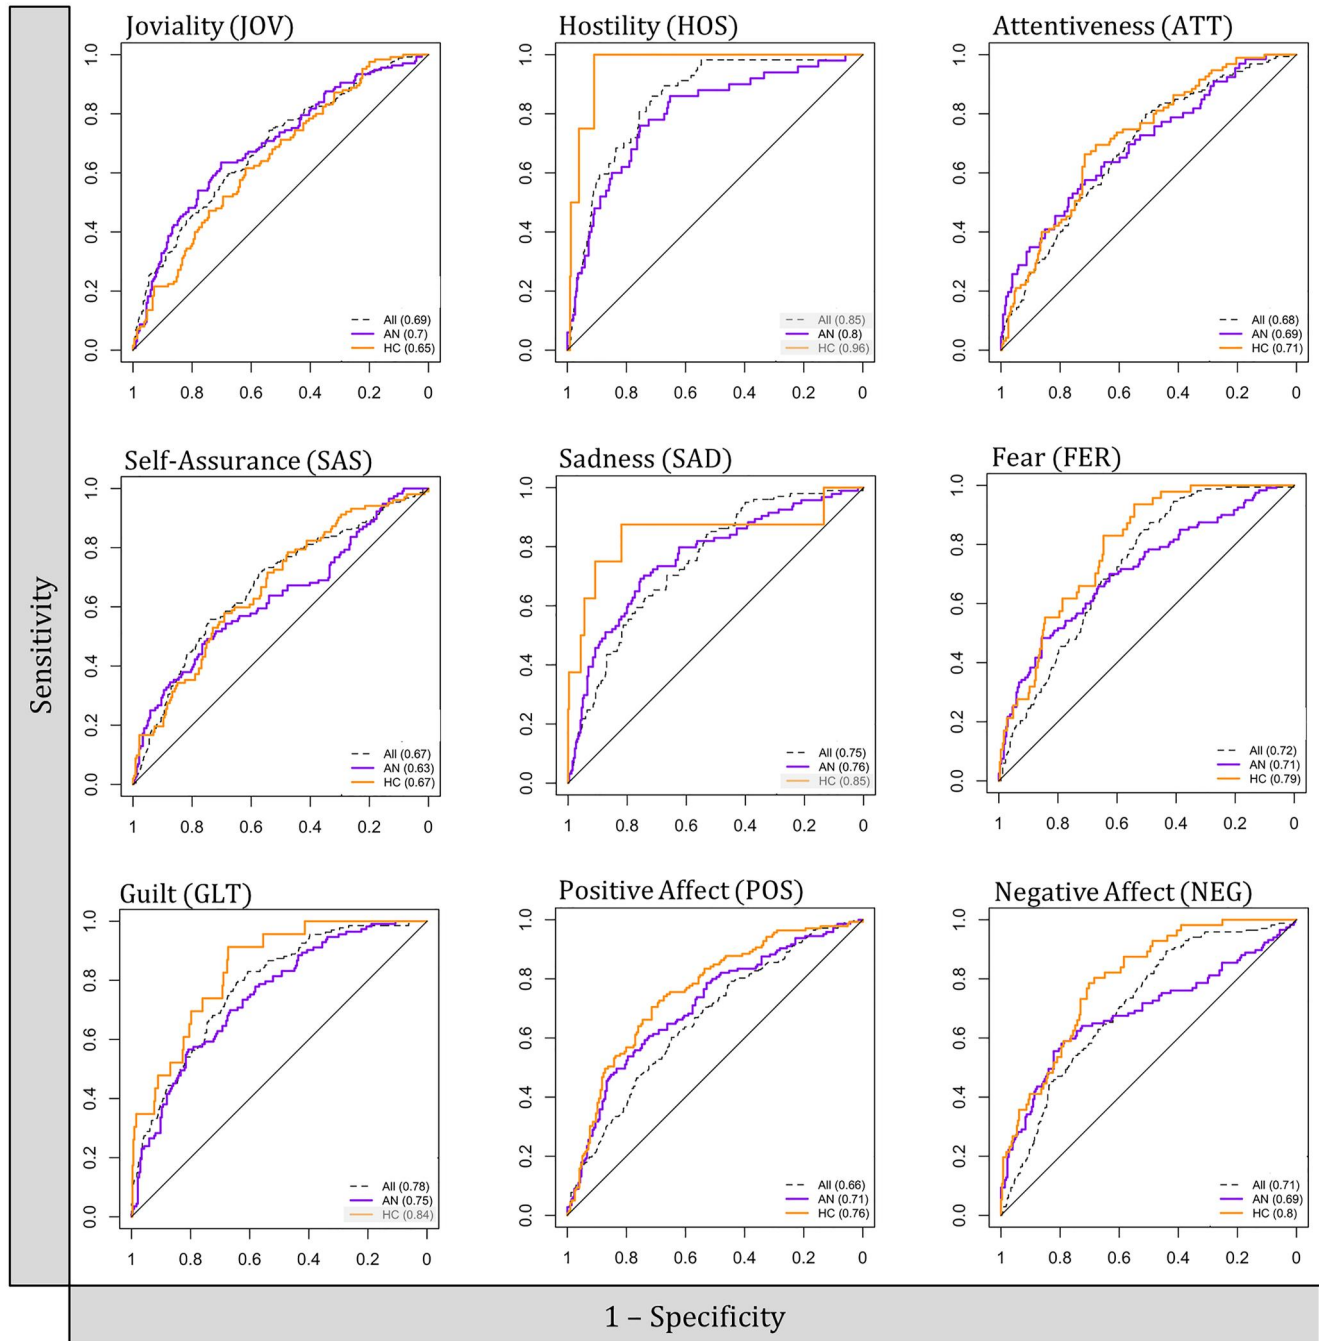 Sensitivity
Joviality (JOV)
1.0
0.8
0.6
0.4
0.2
0.0
1 0.8 0.6 0.4 0.2 0
All (0.69)
AN (0.7)
HC (0.65)
Hostility (HOS)
1.0
0.8
0.6
0.4
0.2
0.0
1 0.8 0.6 0.4 0.2 0
All (0.85)
AN (0.8)
HC (0.96)
Attentiveness (ATT)
1.0
0.8
0.6
0.4
0.2
0.0
1 0.8 0.6 0.4 0.2 0
All (0.68)
AN (0.69)
HC (0.71)
Self-Assurance (SAS)
1.0
0.8
0.6
0.4
0.2
0.0
1 0.8 0.6 0.4 0.2 0
All (0.67)
AN (0.63)
HC (0.67)
Sadness (SAD)
1.0
0.8
0.6
0.4
0.2
0.0
1 0.8 0.6 0.4 0.2 0
All (0.75)
AN (0.76)
HC (0.85)
Fear (FER)
1.0
0.8
0.6
0.4
0.2
0.0
1 0.8 0.6 0.4 0.2 0
All (0.72)
AN (0.71)
HC (0.79)
Guilt (GLT)
1.0
0.8
0.6
0.4
0.2
0.0
1 0.8 0.6 0.4 0.2 0
All (0.78)
AN (0.75)
HC (0.84)
Positive Affect (POS)
1.0
0.8
0.6
0.4
0.2
0.0
1 0.8 0.6 0.4 0.2 0
All (0.66)
AN (0.71)
HC (0.76)
Negative Affect (NEG)
1.0
0.8
0.6
0.4
0.2
0.0
1 0.8 0.6 0.4 0.2 0
All (0.71)
AN (0.69)
HC (0.8)
1 – Specificity